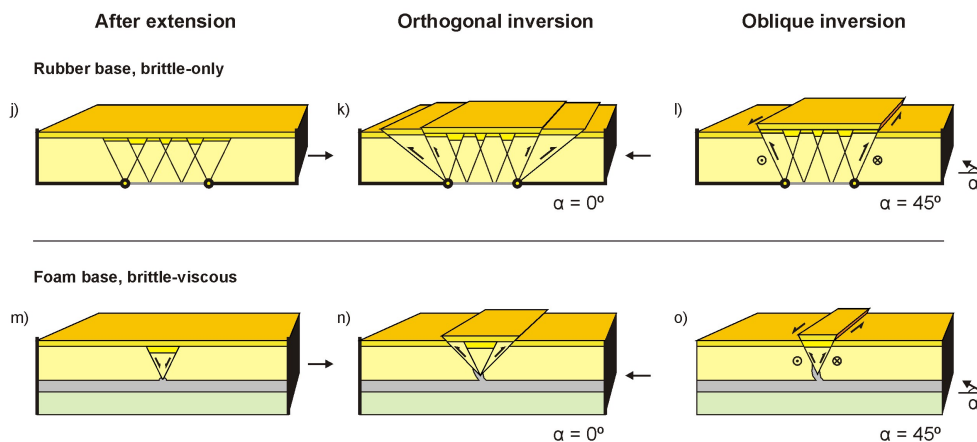 After extension
Orthogonal inversion
Oblique inversion
Rubber base, brittle-only
j)
k)
l)
α = 0º
α = 45º
α
Foam base, brittle-viscous
m)
n)
o)
α = 0º
α = 45º
α